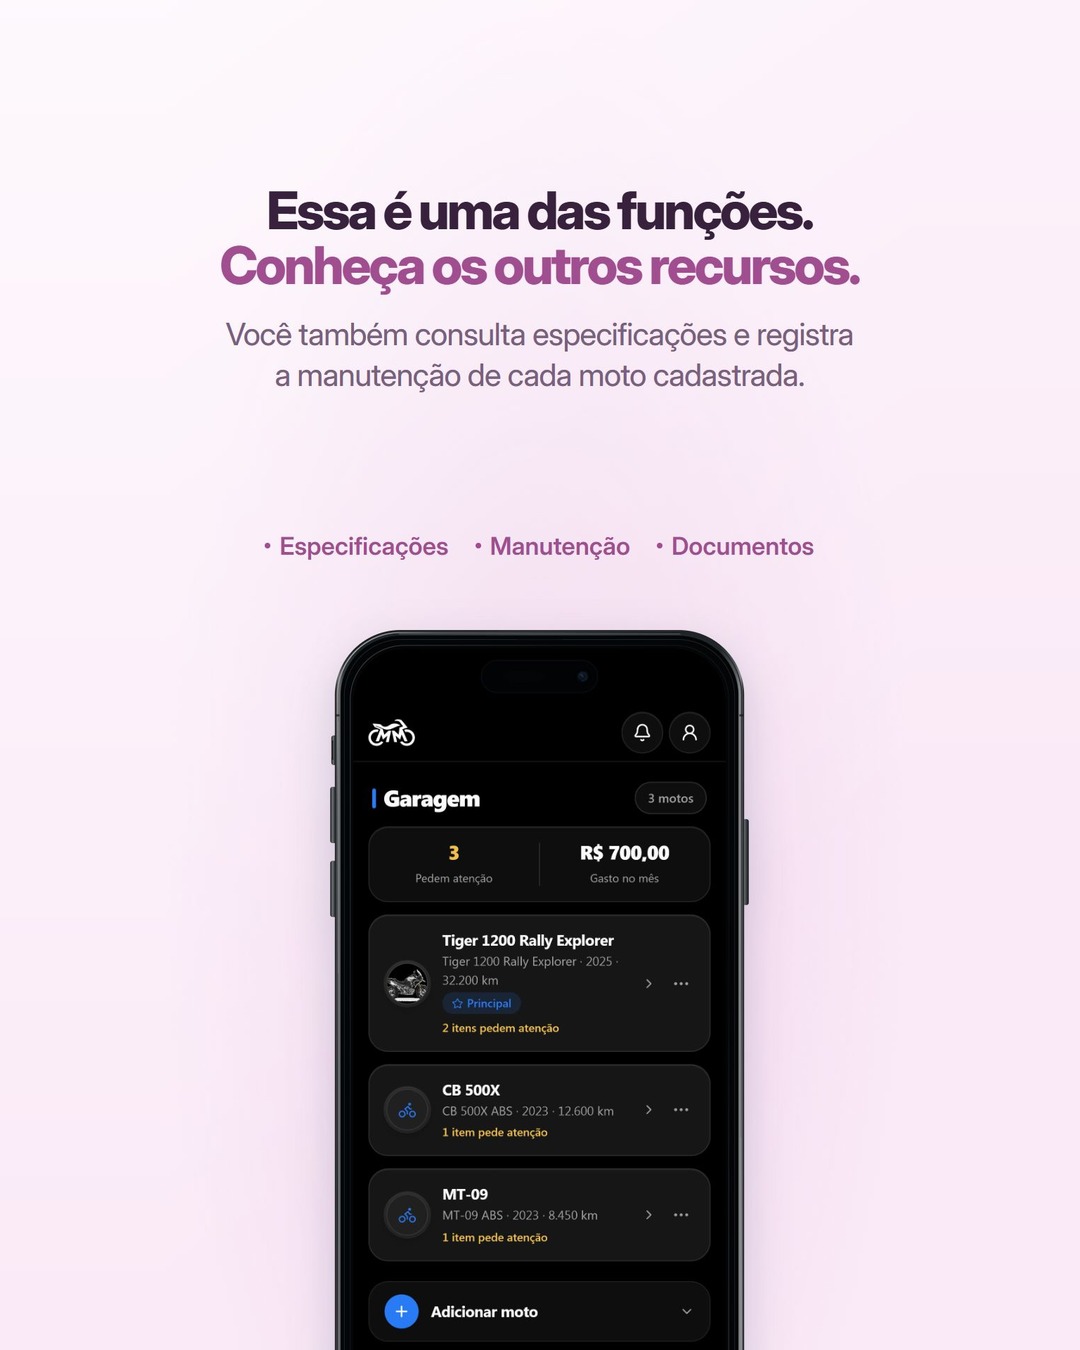 Essa é uma das funções.
Conheça os outros recursos.
Você também consulta especificações e registra
a manutenção de cada moto cadastrada.
• Especificações • Manutenção • Documentos
MM
Garagem
3 motos
3
Pedem atenção
R$ 700,00
Gasto no mês
Tiger 1200 Rally Explorer
Tiger 1200 Rally Explorer · 2025 ·
32.200 km
Principal
2 itens pedem atenção
CB 500X
CB 500X ABS · 2023 · 12.600 km
1 item pede atenção
MT-09
MT-09 ABS · 2023 · 8.450 km
1 item pede atenção
Adicionar moto